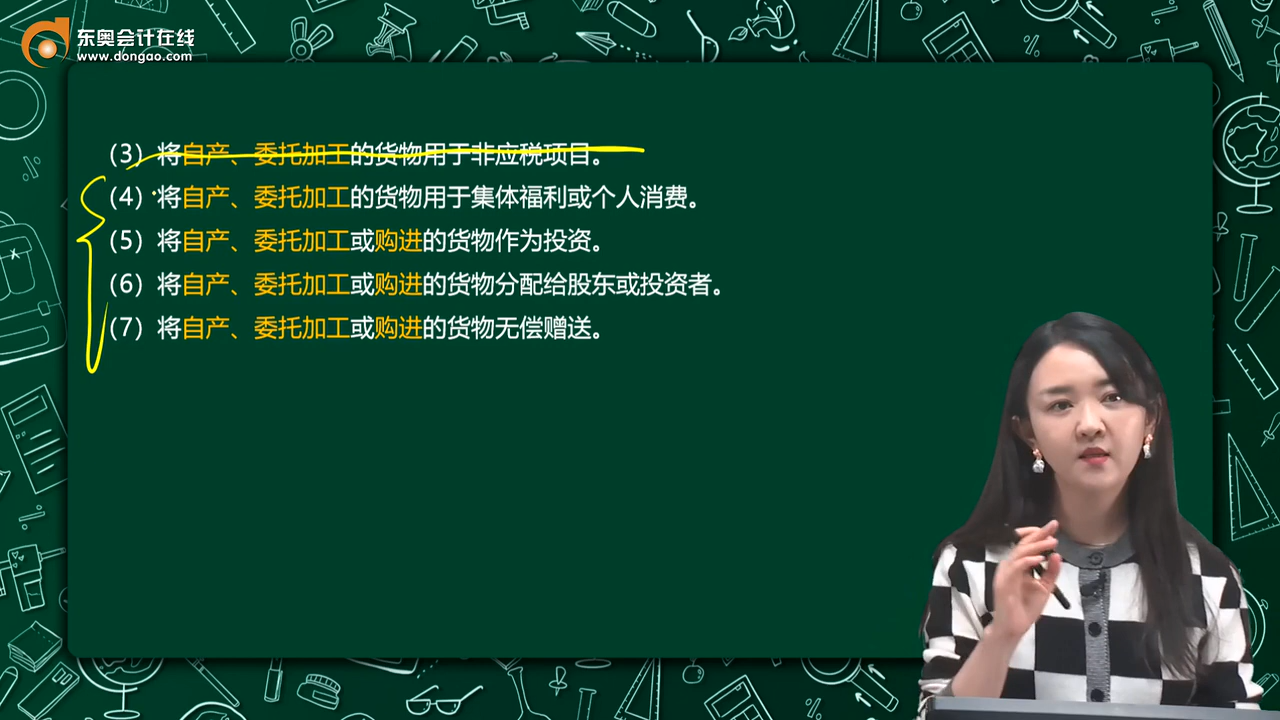 东奥会计在线
www.dongao.com
(3) 将自产、委托加工的货物用于非应税项目。
(4) 将自产、委托加工的货物用于集体福利或个人消费。
(5) 将自产、委托加工或购进的货物作为投资。
(6) 将自产、委托加工或购进的货物分配给股东或投资者。
(7) 将自产、委托加工或购进的货物无偿赠送。